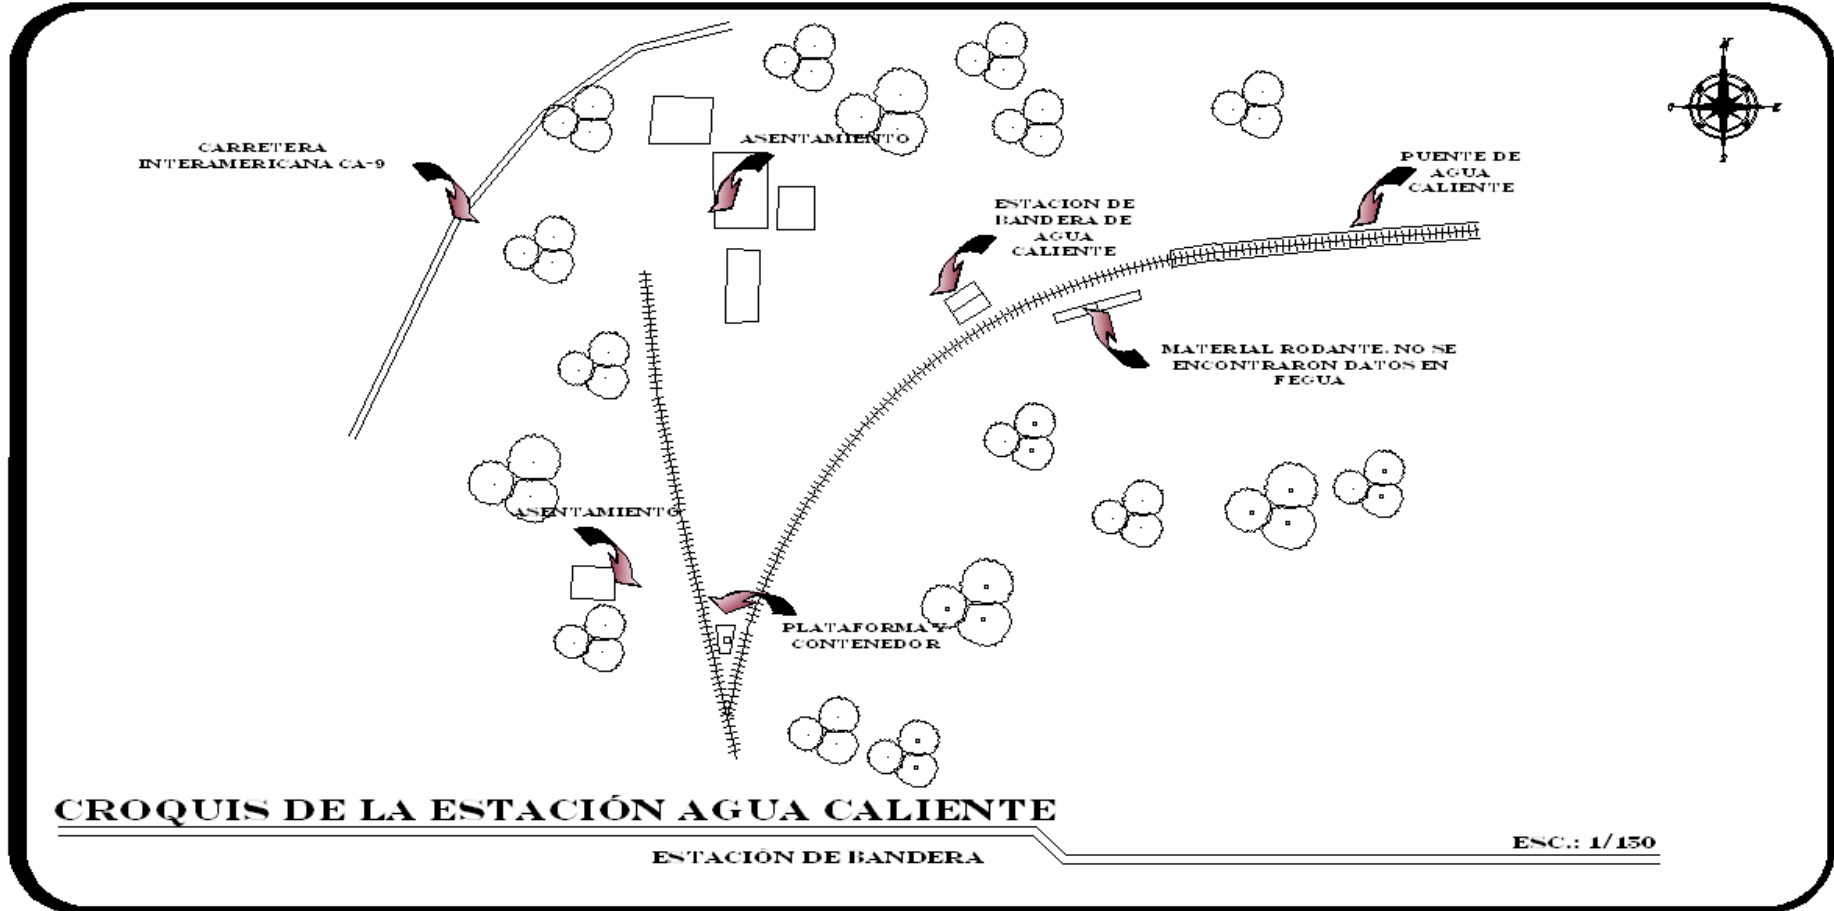 N
O
E
S
CARRETERA
INTERAMERICANA CA-9
ASENTAMIENTO
PUENTE DE
AGUA
CALIENTE
ESTACION DE
BANDERA DE
AGUA
CALIENTE
MATERIAL RODANTE. NO SE
ENCONTRARON DATOS EN
FEGUA
ASENTAMIENTO
PLATAFORMA Y
CONTENEDOR
CROQUIS DE LA ESTACIÓN AGUA CALIENTE
ESTACIÓN DE BANDERA
ESC.: 1/150